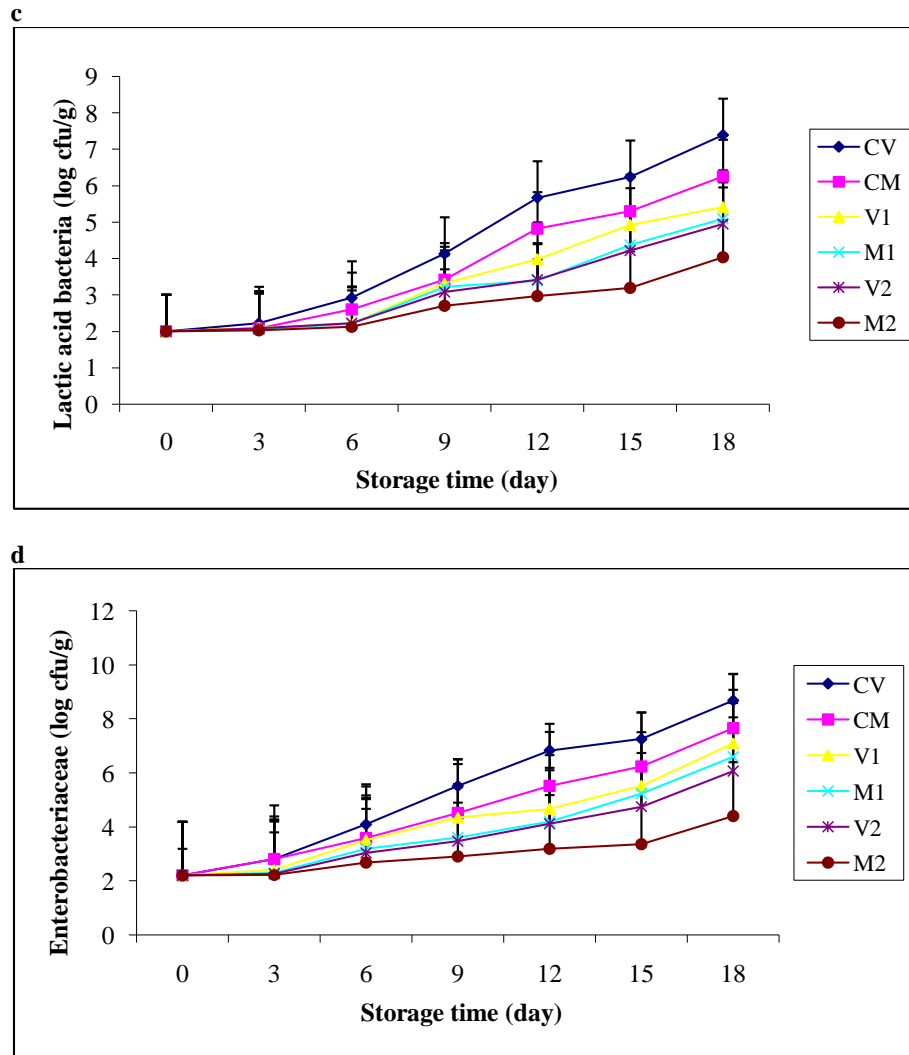 c
Lactic acid bacteria (log cfu/g)
9
8
7
6
5
4
3
2
1
0
0 3 6 9 12 15 18
Storage time (day)
CV
CM
V1
M1
V2
M2
d
Enterobacteriaceae (log cfu/g)
12
10
8
6
4
2
0
0 3 6 9 12 15 18
Storage time (day)
CV
CM
V1
M1
V2
M2